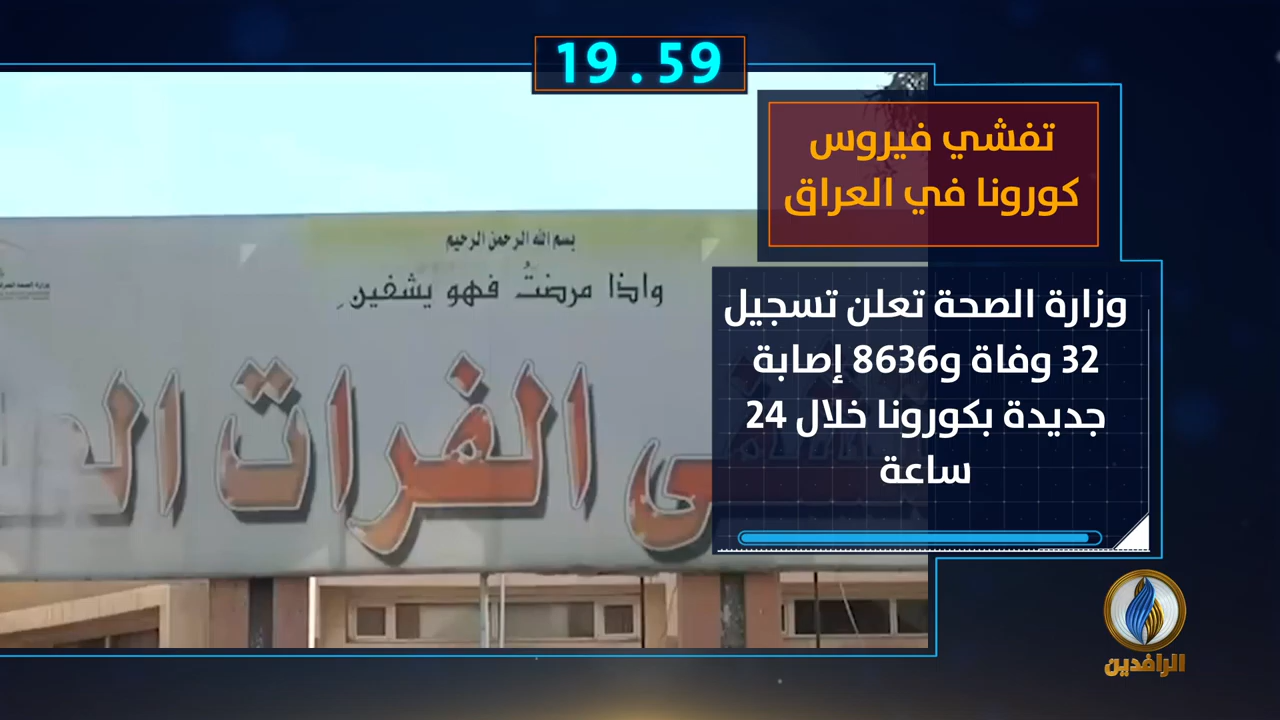 19.59
تفشي فيروس
كورونا في العراق
وزارة الصحة تعلن تسجيل
32 وفاة و8636 إصابة
جديدة بكورونا خلال 24
ساعة
بسم الله الرحمن الرحيم
واذا مرضتُ فهو يشفينِ
الفرات
الرافدين